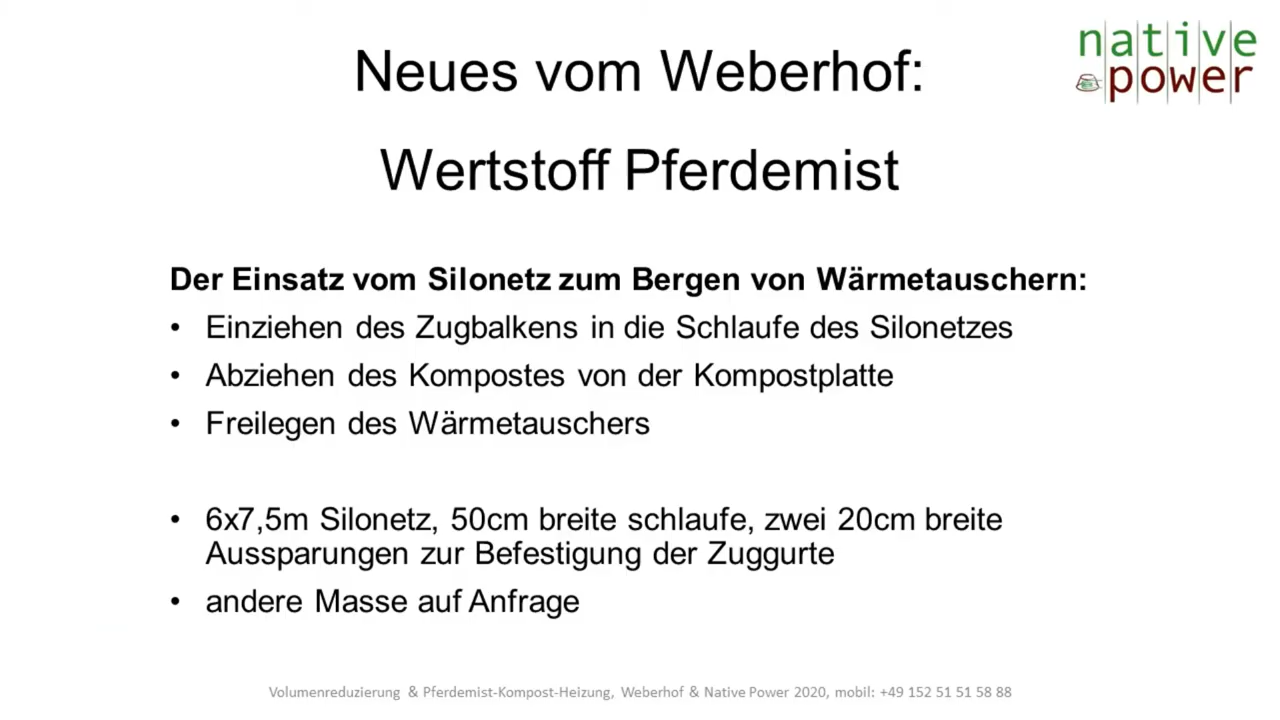 native
power
Neues vom Weberhof:
Wertstoff Pferdemist
Der Einsatz vom Silonetz zum Bergen von Wärmetauschern:
• Einziehen des Zugbalkens in die Schlaufe des Silonetzes
• Abziehen des Kompostes von der Kompostplatte
• Freilegen des Wärmetauschers
• 6x7,5m Silonetz, 50cm breite schlaufe, zwei 20cm breite
Aussparungen zur Befestigung der Zuggurte
• andere Masse auf Anfrage
Volumenreduzierung & Pferdemist-Kompost-Heizung, Weberhof & Native Power 2020, mobil: +49 152 51 51 58 88